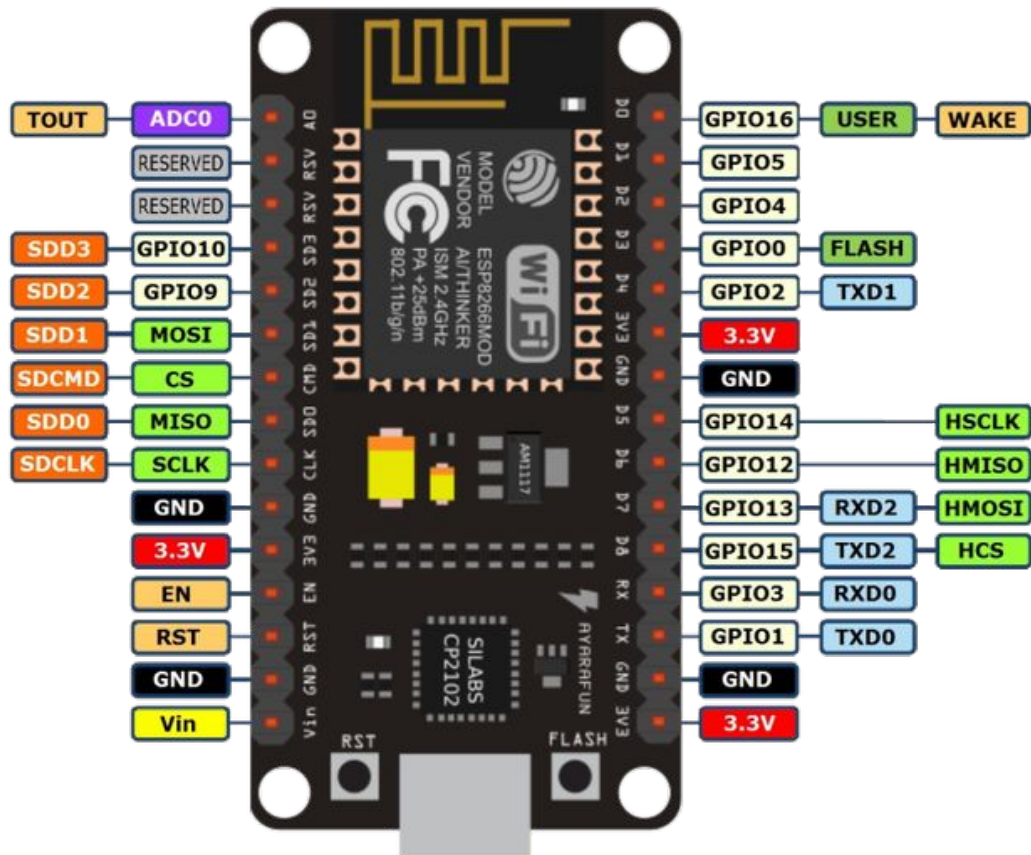 TOUT ADC0 A0 D0 GPIO16 USER WAKE
RESERVED RSV D1 GPIO5
RESERVED RSV D2 GPIO4
SDD3 GPIO10 SD3 D3 GPIO0 FLASH
SDD2 GPIO9 SD2 D4 GPIO2 TXD1
SDD1 MOSI SD1 3V3 3.3V
SDCMD CS CMD GND GND
SDD0 MISO SD0 D5 GPIO14 HSCLK
SDCLK SCLK CLK D6 GPIO12 HMISO
GND GND D7 GPIO13 RXD2 HMOSI
3.3V 3V3 D8 GPIO15 TXD2 HCS
EN EN RX GPIO3 RXD0
RST RST TX GPIO1 TXD0
GND GND GND GND
Vin Vin 3V3 3.3V
MODEL
VENDOR
ESP8266MOD
AI/THINKER
ISM 2.4GHz
PA +25dBm
802.11b/g/n
FC
Wi Fi
AM1117
SILABS
CP2102
AYARAFUN
RST
FLASH